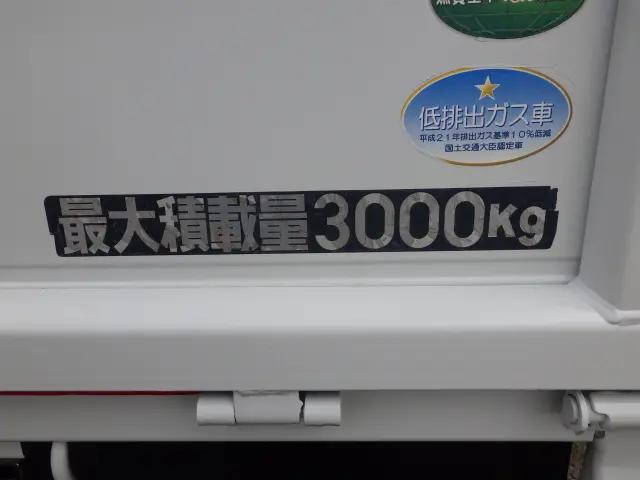 低排出ガス車
平成21年排出ガス基準10%低減
国土交通大臣認定車
最大積載量3000Kg